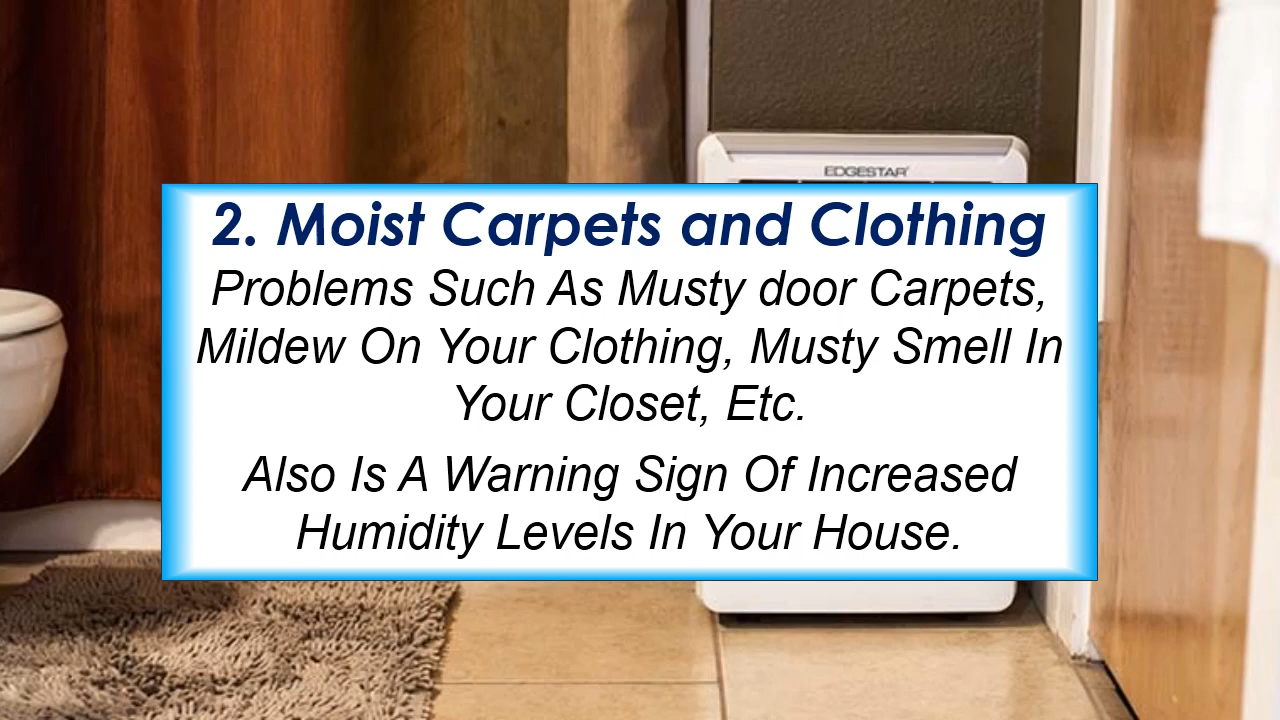 EDGESTAR
2. Moist Carpets and Clothing
Problems Such As Musty door Carpets,
Mildew On Your Clothing, Musty Smell In
Your Closet, Etc.
Also Is A Warning Sign Of Increased
Humidity Levels In Your House.